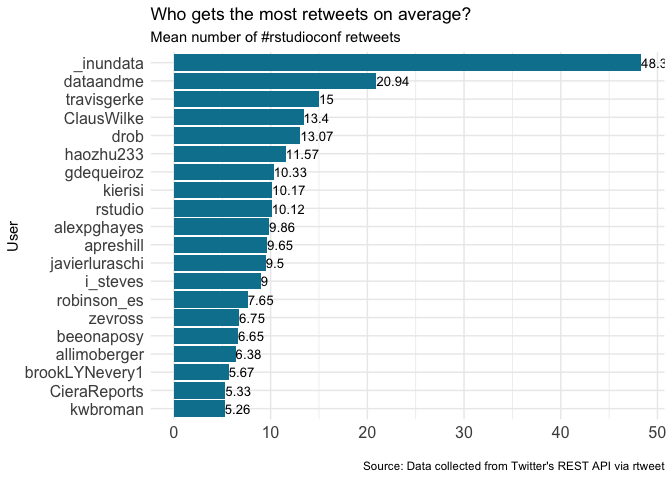 Who gets the most retweets on average?
Mean number of #rstudioconf retweets
User
_inundata 48.3
dataandme 20.94
travisgerke 15
ClausWilke 13.4
drob 13.07
haozhu233 11.57
gdequeiroz 10.33
kierisi 10.17
rstudio 10.12
alexpghayes 9.86
apreshill 9.65
javierluraschi 9.5
i_steves 9
robinson_es 7.65
zevross 6.75
beeonaposy 6.65
allimoberger 6.38
brookLYNevery1 5.67
CieraReports 5.33
kwbroman 5.26
0 10 20 30 40 50
Source: Data collected from Twitter's REST API via rtweet